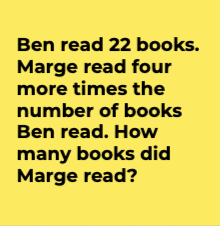 Ben read 22 books.
Marge read four
more times the
number of books
Ben read. How
many books did
Marge read?